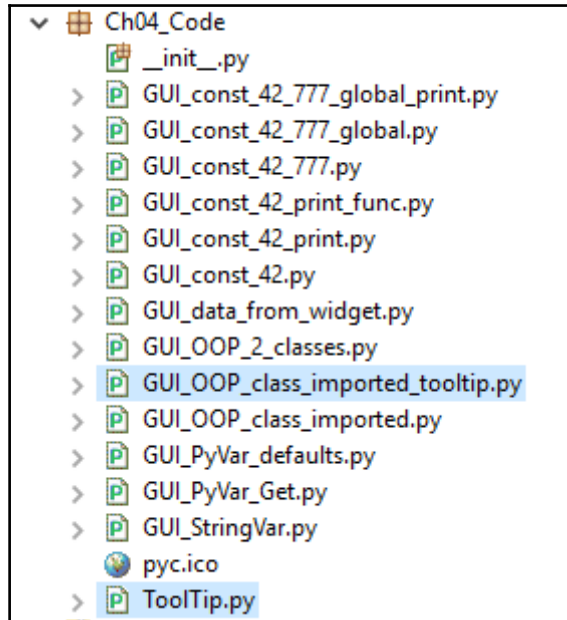 Ch04_Code
__init__.py
GUI_const_42_777_global_print.py
GUI_const_42_777_global.py
GUI_const_42_777.py
GUI_const_42_print_func.py
GUI_const_42_print.py
GUI_const_42.py
GUI_data_from_widget.py
GUI_OOP_2_classes.py
GUI_OOP_class_imported_tooltip.py
GUI_OOP_class_imported.py
GUI_PyVar_defaults.py
GUI_PyVar_Get.py
GUI_StringVar.py
pyc.ico
ToolTip.py